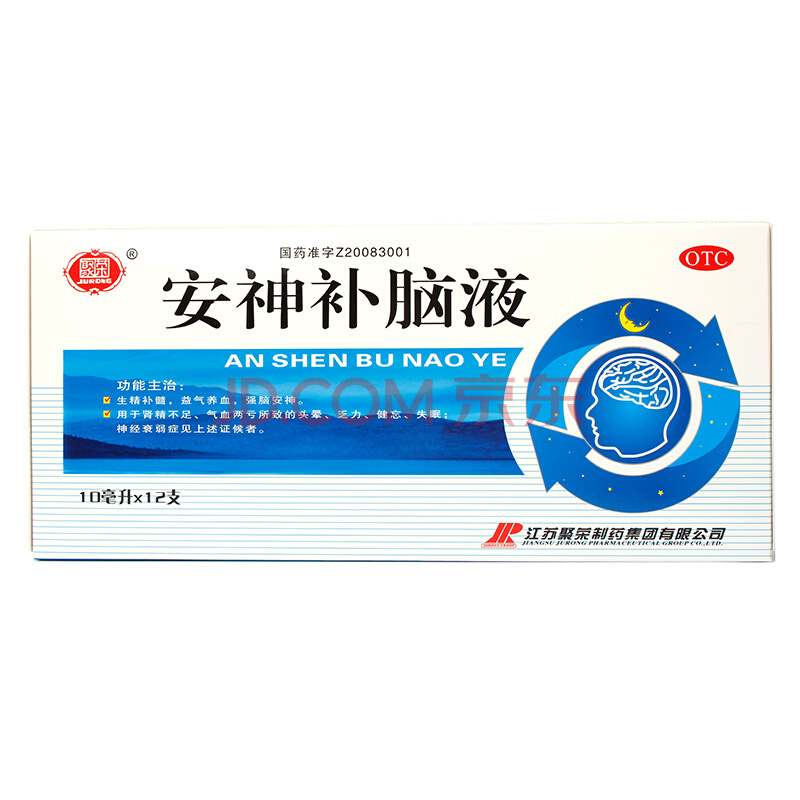 国药准字Z20083001
聚荣
JURONG
®
OTC
安神补脑液
AN SHEN BU NAO YE
JD.COM 京东
功能主治：
生精补髓，益气养血，强脑安神。
用于肾精不足、气血两亏所致的头晕、乏力、健忘、失眠；
神经衰弱症见上述证候者。
10毫升x12支
江苏聚荣制药集团有限公司
JIANGSU JURONG PHARMACEUTICAL GROUP CO.,LTD.